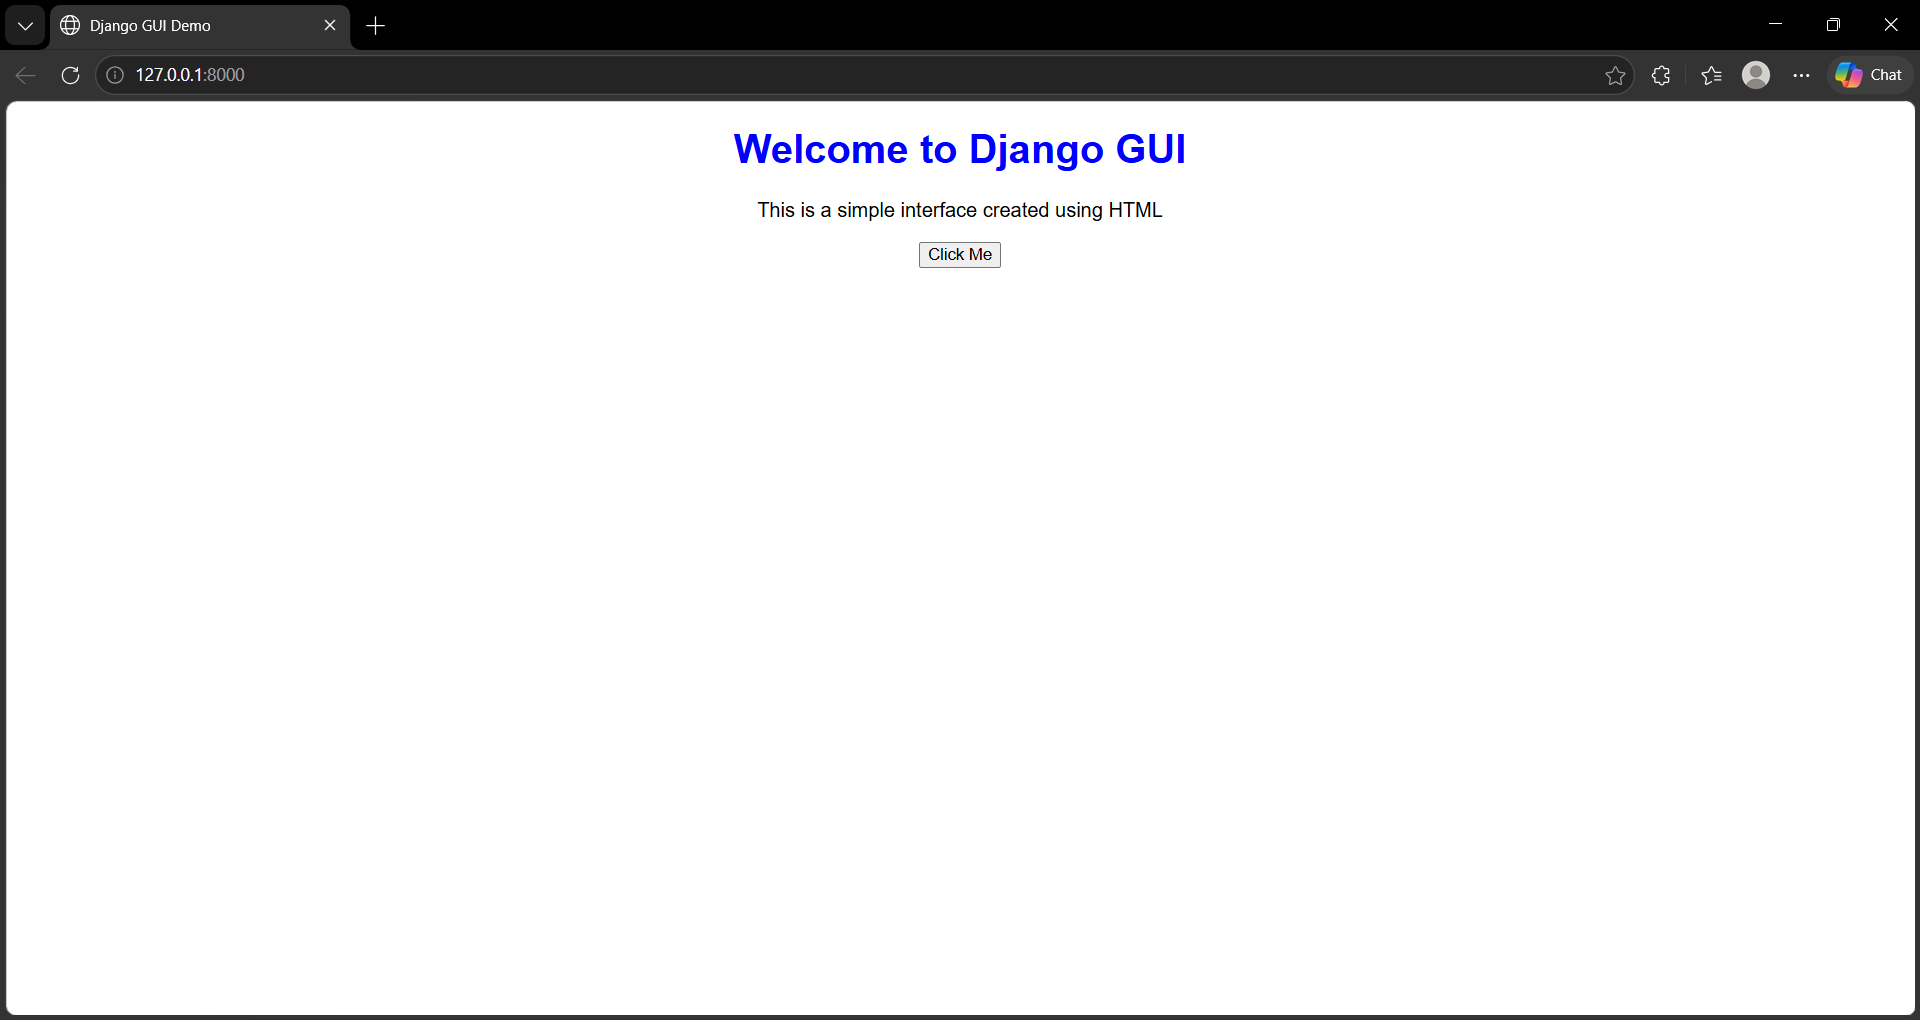 Django GUI Demo
127.0.0.1:8000
Chat
Welcome to Django GUI
This is a simple interface created using HTML
Click Me